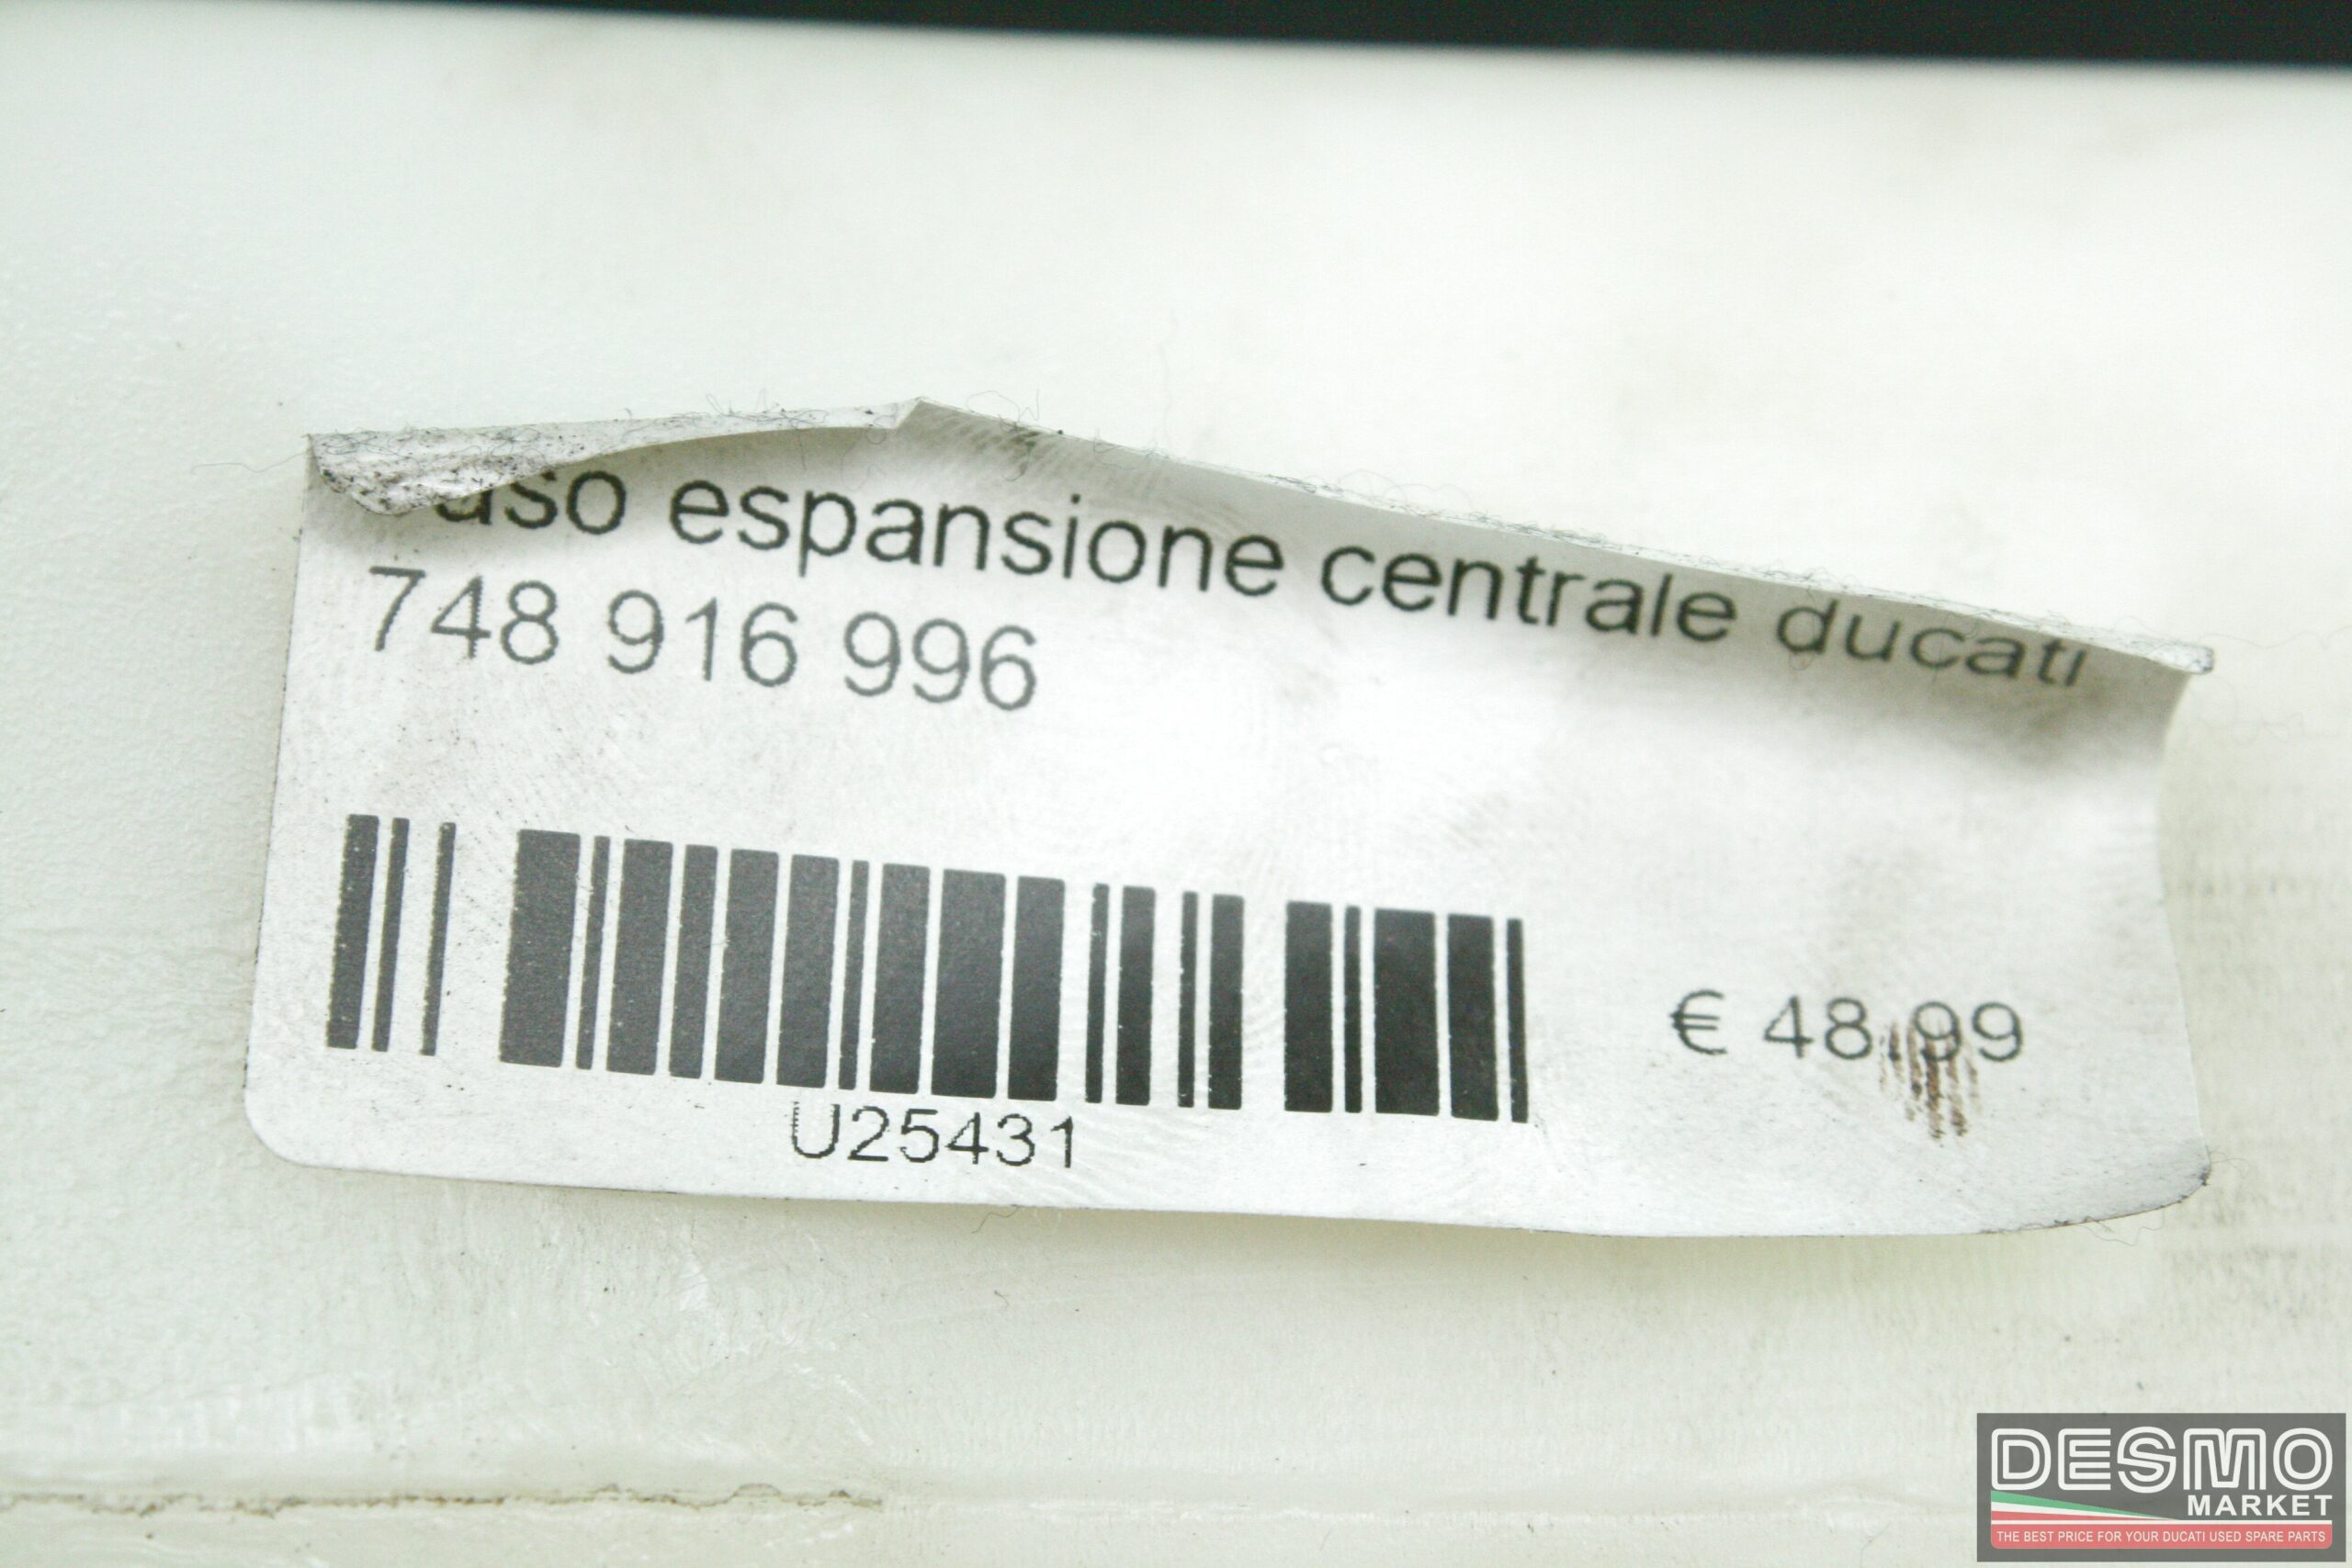 espansione centrale ducati
748 916 996
U25431
€ 48.99
DESMO
MARKET
THE BEST PRICE FOR YOUR DUCATI USED SPARE PARTS